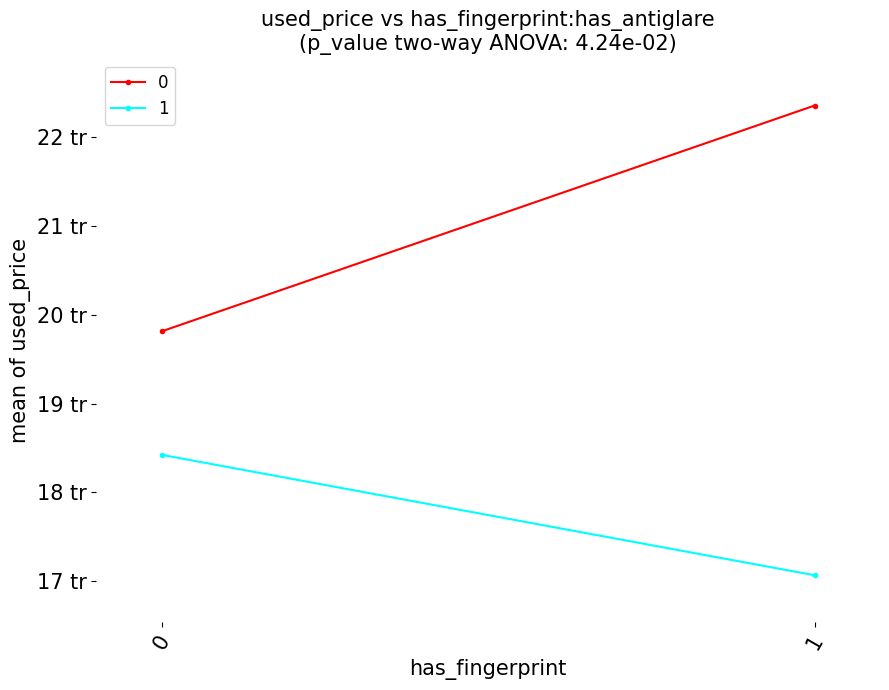 used_price vs has_fingerprint:has_antiglare
(p_value two-way ANOVA: 4.24e-02)
0
1
22 tr
21 tr
20 tr
19 tr
18 tr
17 tr
mean of used_price
0
1
has_fingerprint